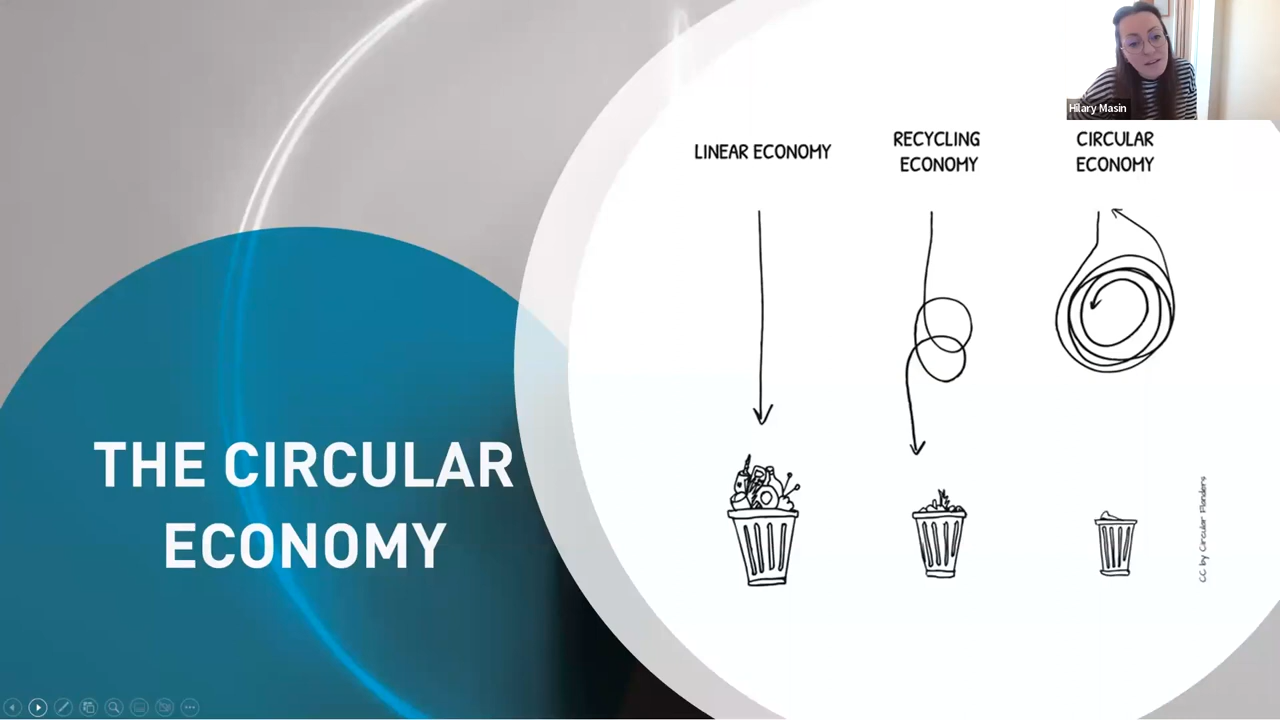 Hilary Masin
LINEAR ECONOMY
RECYCLING
ECONOMY
CIRCULAR
ECONOMY
THE CIRCULAR
ECONOMY
CC by Circular Flanders